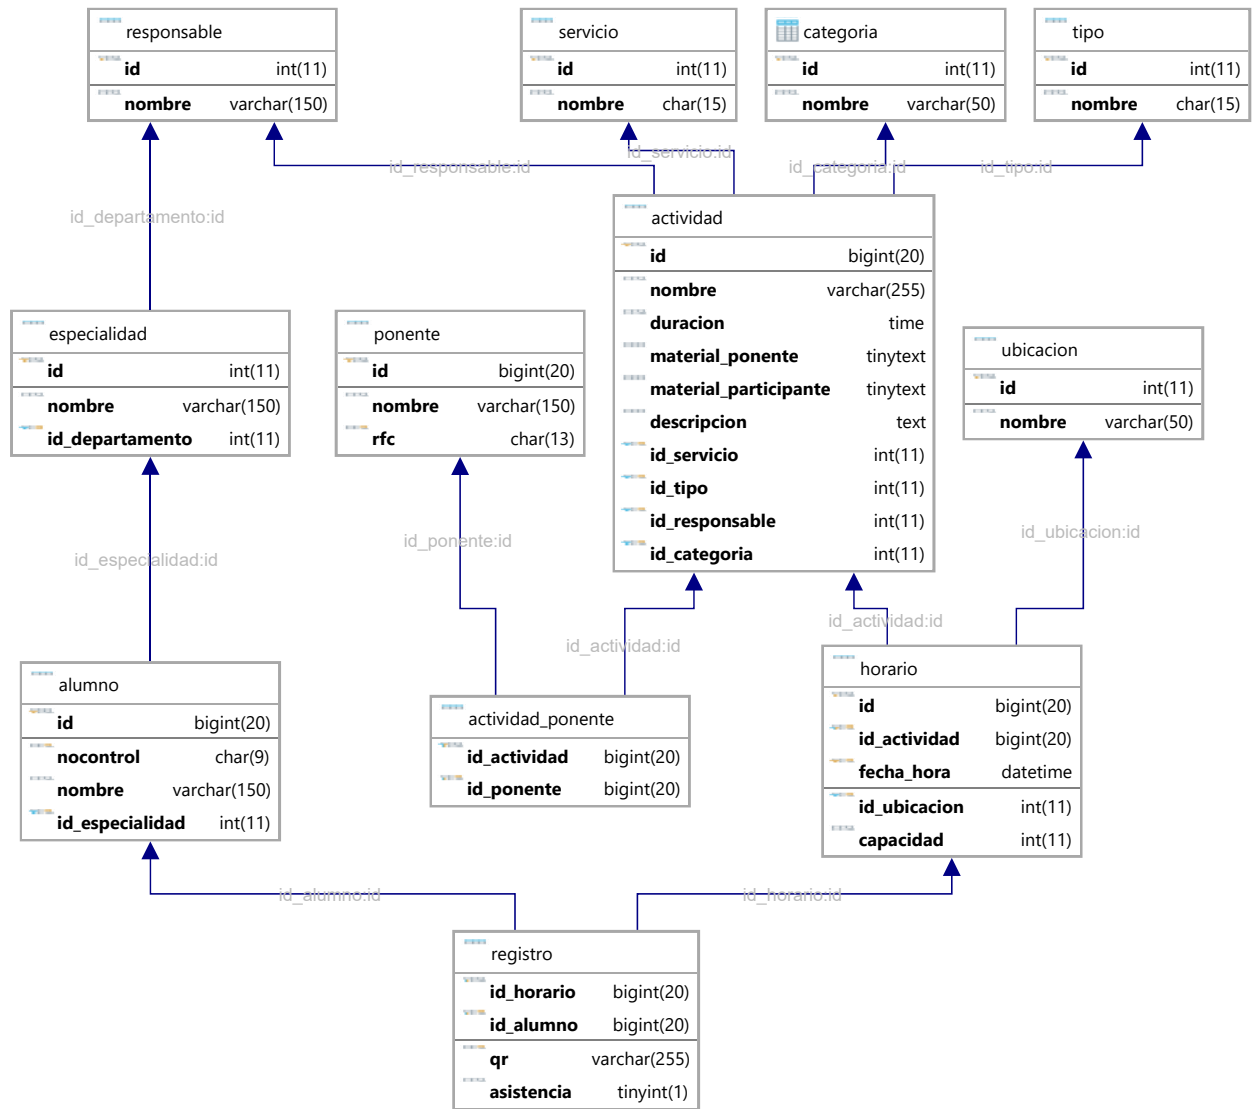 responsable
id int(11)
nombre varchar(150)
servicio
id int(11)
nombre char(15)
categoria
id int(11)
nombre varchar(50)
tipo
id int(11)
nombre char(15)
id_responsable:id
id_servicio:id
id_categoria:id
id_tipo:id
id_departamento:id
actividad
id bigint(20)
nombre varchar(255)
duracion time
material_ponente tinytext
material_participante tinytext
descripcion text
id_servicio int(11)
id_tipo int(11)
id_responsable int(11)
id_categoria int(11)
especialidad
id int(11)
nombre varchar(150)
id_departamento int(11)
ponente
id bigint(20)
nombre varchar(150)
rfc char(13)
ubicacion
id int(11)
nombre varchar(50)
id_especialidad:id
id_ponente:id
id_ubicacion:id
id_actividad:id
id_actividad:id
alumno
id bigint(20)
nocontrol char(9)
nombre varchar(150)
id_especialidad int(11)
actividad_ponente
id_actividad bigint(20)
id_ponente bigint(20)
horario
id bigint(20)
id_actividad bigint(20)
fecha_hora datetime
id_ubicacion int(11)
capacidad int(11)
id_alumno:id
id_horario:id
registro
id_horario bigint(20)
id_alumno bigint(20)
qr varchar(255)
asistencia tinyint(1)